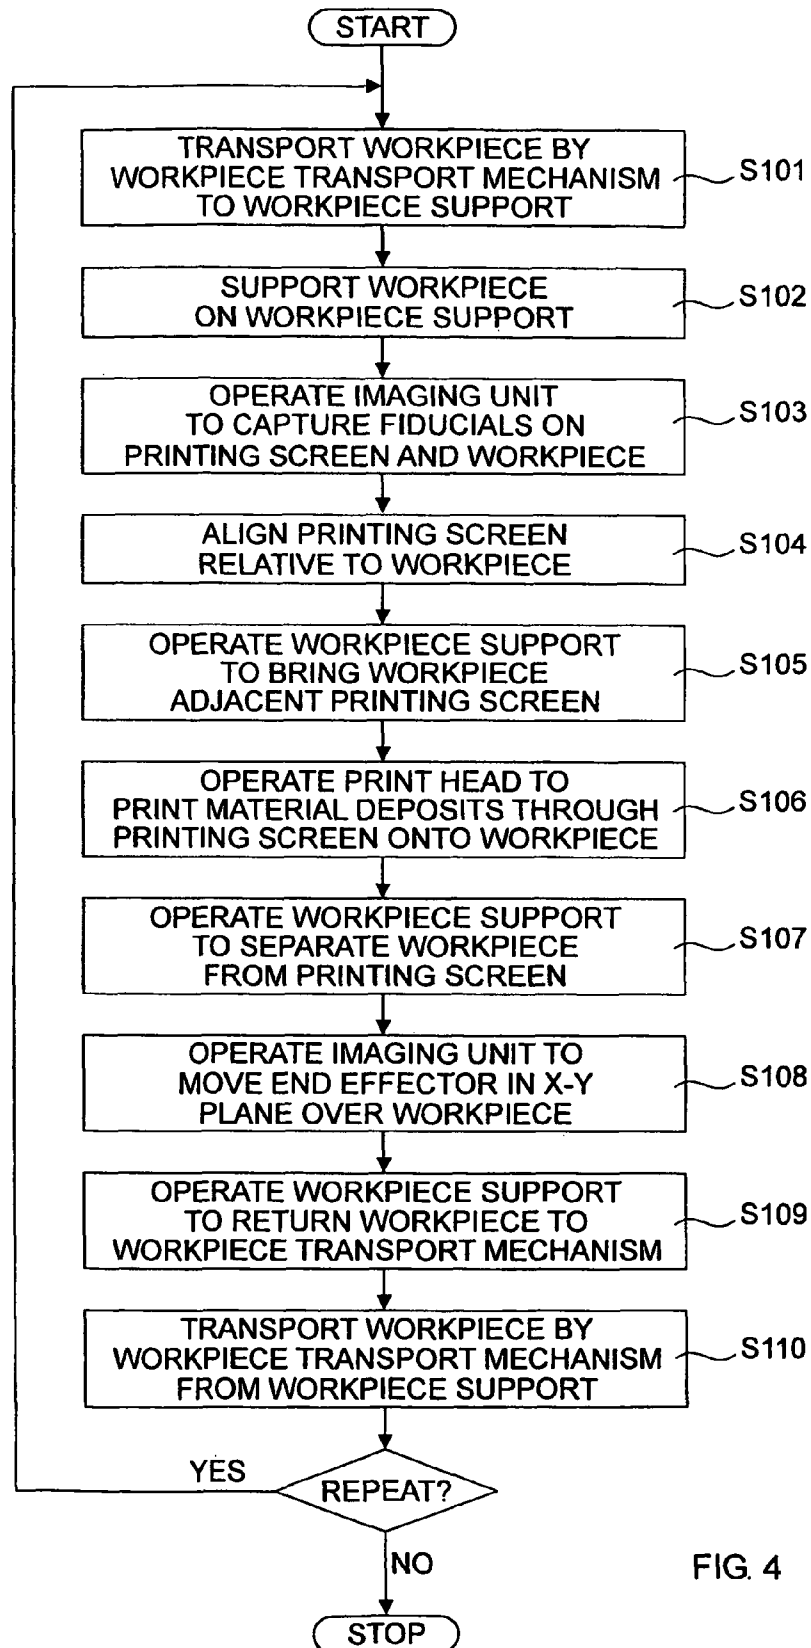 START
TRANSPORT WORKPIECE BY
WORKPIECE TRANSPORT MECHANISM
TO WORKPIECE SUPPORT
S101
SUPPORT WORKPIECE
ON WORKPIECE SUPPORT
S102
OPERATE IMAGING UNIT
TO CAPTURE FIDUCIALS ON
PRINTING SCREEN AND WORKPIECE
S103
ALIGN PRINTING SCREEN
RELATIVE TO WORKPIECE
S104
OPERATE WORKPIECE SUPPORT
TO BRING WORKPIECE
ADJACENT PRINTING SCREEN
S105
OPERATE PRINT HEAD TO
PRINT MATERIAL DEPOSITS THROUGH
PRINTING SCREEN ONTO WORKPIECE
S106
OPERATE WORKPIECE SUPPORT
TO SEPARATE WORKPIECE
FROM PRINTING SCREEN
S107
OPERATE IMAGING UNIT TO
MOVE END EFFECTOR IN X-Y
PLANE OVER WORKPIECE
S108
OPERATE WORKPIECE SUPPORT
TO RETURN WORKPIECE TO
WORKPIECE TRANSPORT MECHANISM
S109
TRANSPORT WORKPIECE BY
WORKPIECE TRANSPORT MECHANISM
FROM WORKPIECE SUPPORT
S110
YES
REPEAT?
NO
FIG. 4
STOP